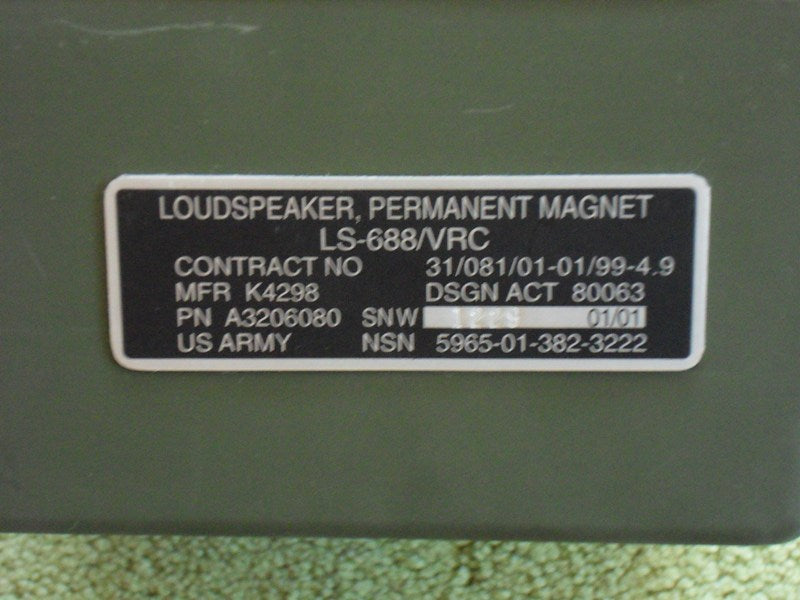 LOUDSPEAKER, PERMANENT MAGNET
LS-688/VRC
CONTRACT NO 31/081/01-01/99-4.9
MFR K4298 DSGN ACT 80063
PN A3206080 SNW 01/01
US ARMY NSN 5965-01-382-3222